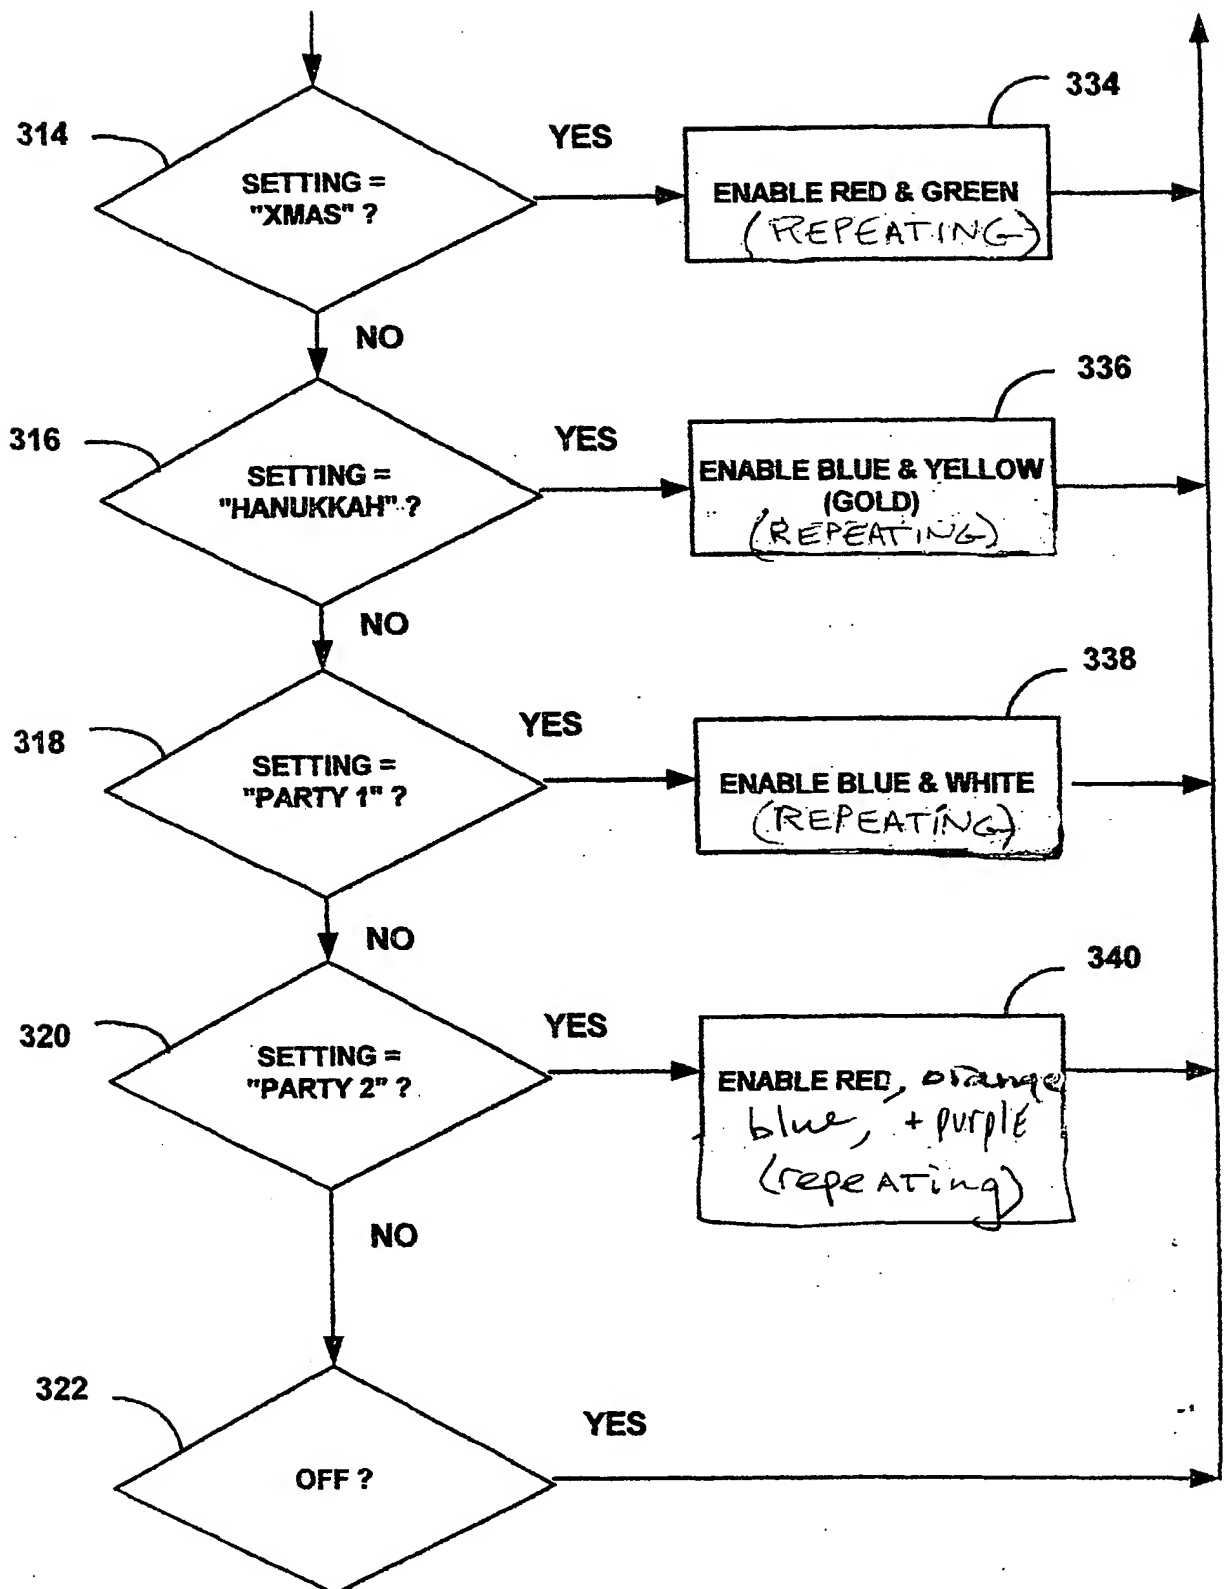 334
314
YES
SETTING =
"XMAS" ?
ENABLE RED & GREEN
(REPEATING)
NO
336
316
YES
SETTING =
"HANUKKAH" ?
ENABLE BLUE & YELLOW
(GOLD)
(REPEATING)
NO
338
318
YES
SETTING =
"PARTY 1" ?
ENABLE BLUE & WHITE
(REPEATING)
NO
340
320
YES
SETTING =
"PARTY 2" ?
ENABLE RED, orange
blue, + purple
(repeating)
NO
322
YES
OFF ?